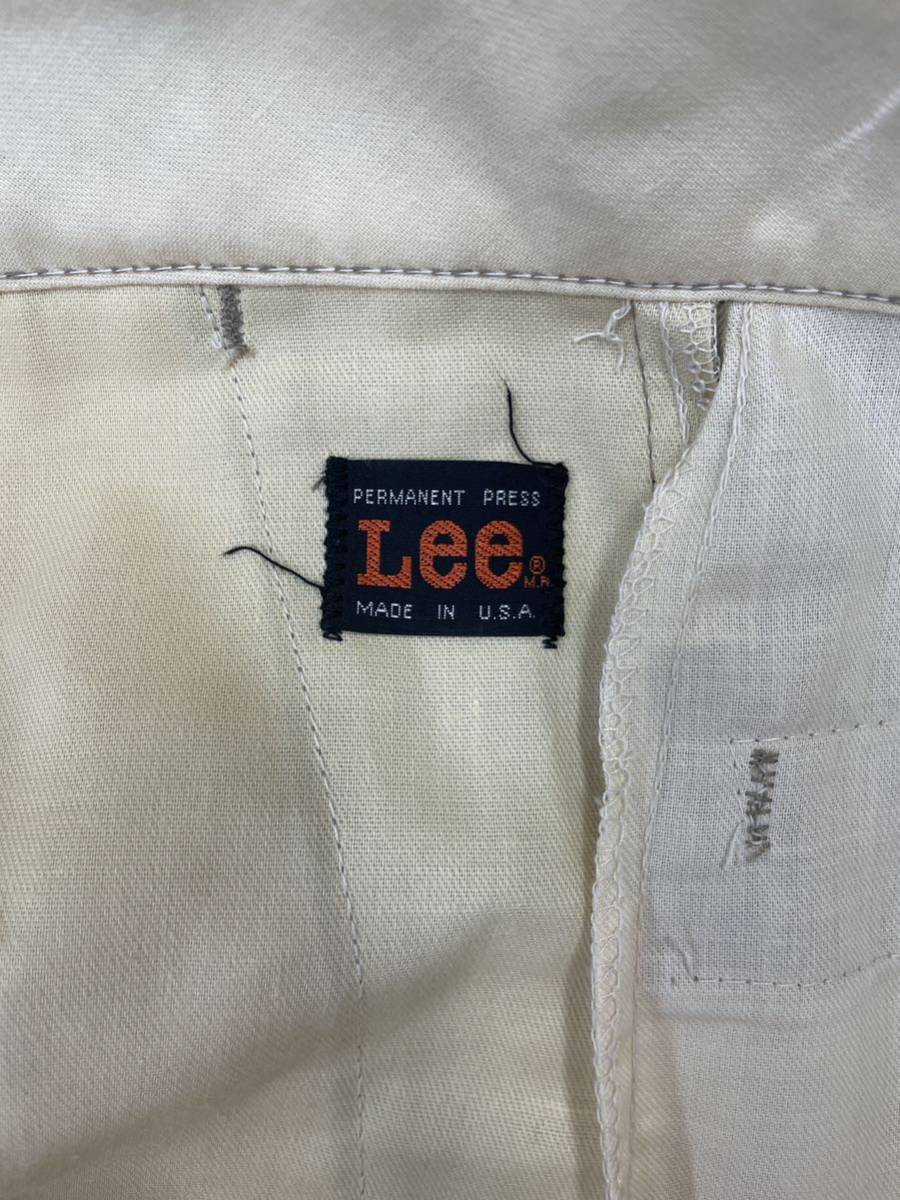 PERMANENT PRESS
Lee®
M.R.
MADE IN U.S.A.